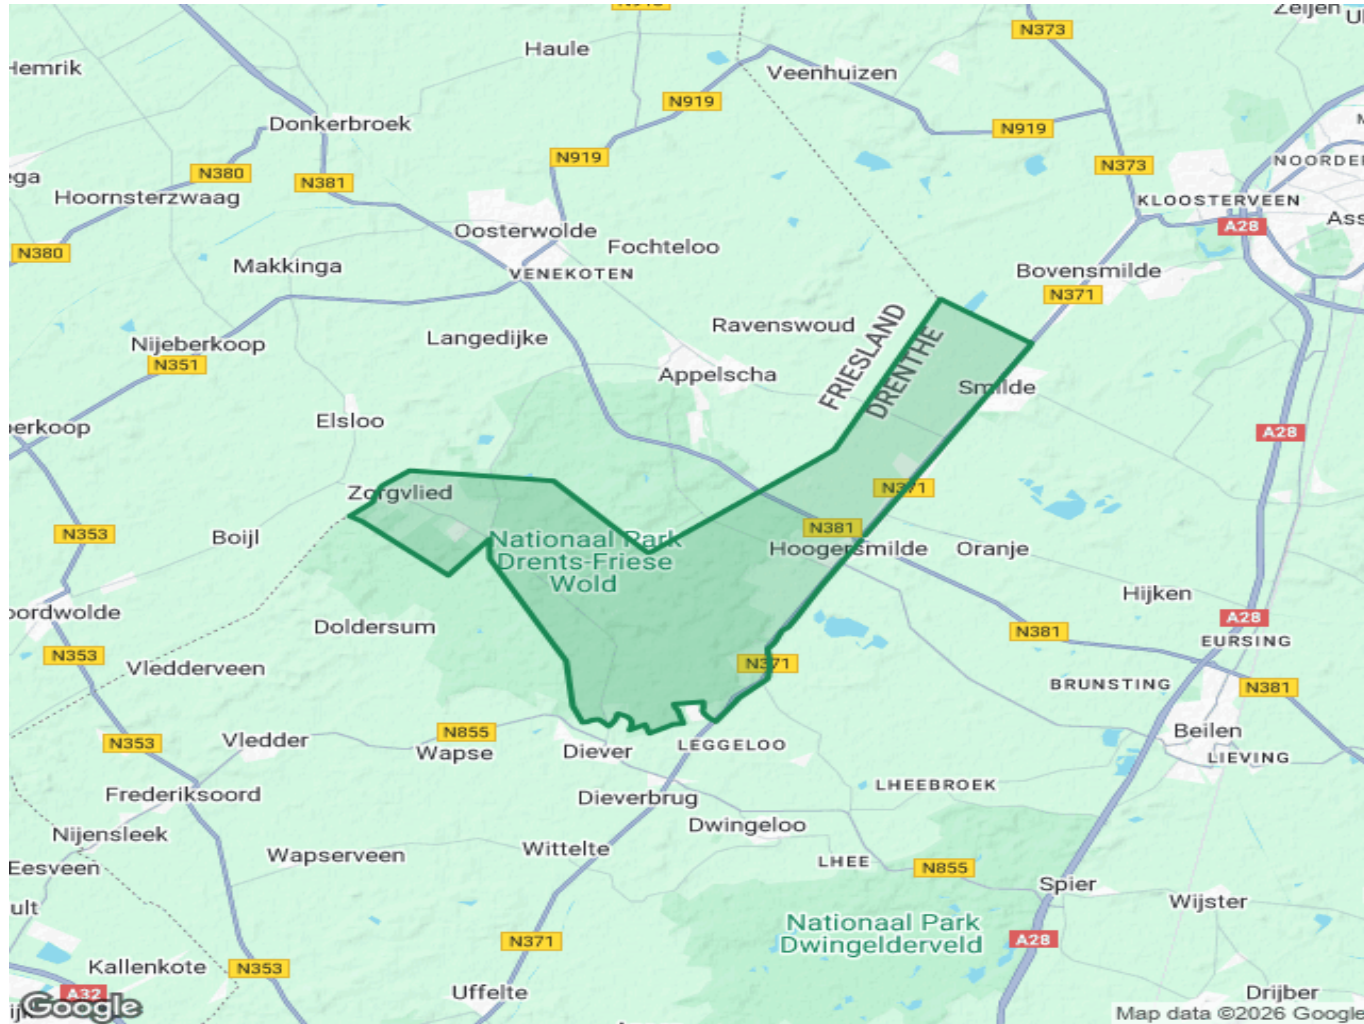 Haule
N373
Zeijen
Veenhuizen
N919
Donkerbroek
N919
N919
N373
N380
N381
Hoornsterzwaag
KLOOSTERVEEN
Oosterwolde
A28
N380
Fochteloo
Makkinga
VENEKOTEN
Bovensmilde
N371
FRIESLAND
DRENTHE
Ravenswoud
Langedijke
Nijeberkoop
N351
Appelscha
Smilde
Elsloo
A28
Zorgvlied
N371
N381
N353
Boijl
Nationaal Park
Drents-Friese
Wold
Hoogersmilde
Oranje
Hijken
A28
Doldersum
N381
EURSING
N353
Vledderveen
N371
BRUNSTING
N381
N855
Beilen
N353
Vledder
Wapse
Diever
LEGGELOO
LIEVING
LHEEBROEK
Frederiksoord
Dieverbrug
Nijensleek
Dwingeloo
Wittelte
Wapserveen
LHEE
Eesveen
N855
Spier
Wijster
Nationaal Park
Dwingelderveld
N371
A28
Kallenkote
N353
A32
Uffelte
Drijber
Google
Map data ©2026 Google